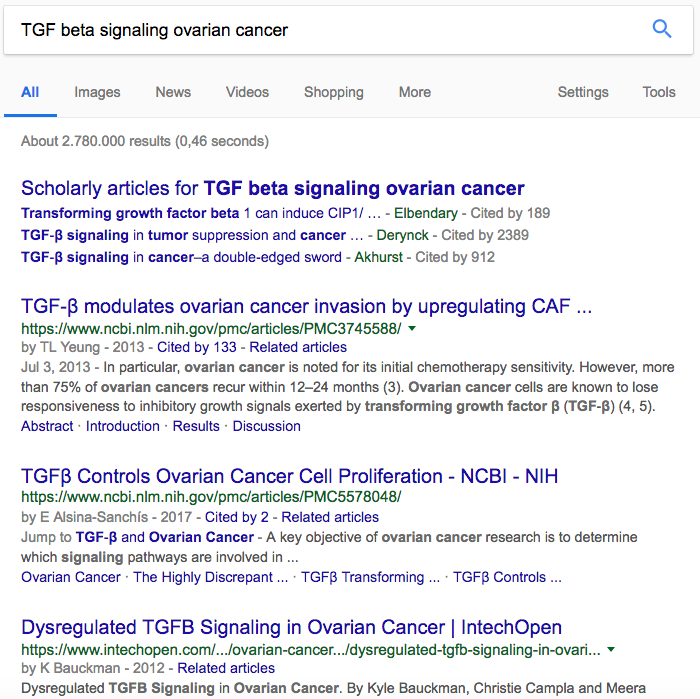 TGF beta signaling ovarian cancer
All Images News Videos Shopping More Settings Tools
About 2.780.000 results (0,46 seconds)
Scholarly articles for TGF beta signaling ovarian cancer
Transforming growth factor beta 1 can induce CIP1/ … - Elbendary - Cited by 189
TGF-β signaling in tumor suppression and cancer … - Derynck - Cited by 2389
TGF-β signaling in cancer–a double-edged sword - Akhurst - Cited by 912
TGF-β modulates ovarian cancer invasion by upregulating CAF ...
https://www.ncbi.nlm.nih.gov/pmc/articles/PMC3745588/
by TL Yeung - 2013 - Cited by 133 - Related articles
Jul 3, 2013 - In particular, ovarian cancer is noted for its initial chemotherapy sensitivity. However, more
than 75% of ovarian cancers recur within 12–24 months (3). Ovarian cancer cells are known to lose
responsiveness to inhibitory growth signals exerted by transforming growth factor β (TGF-β) (4, 5).
Abstract · Introduction · Results · Discussion
TGFβ Controls Ovarian Cancer Cell Proliferation - NCBI - NIH
https://www.ncbi.nlm.nih.gov/pmc/articles/PMC5578048/
by E Alsina-Sanchís - 2017 - Cited by 2 - Related articles
Jump to TGF-β and Ovarian Cancer - A key objective of ovarian cancer research is to determine
which signaling pathways are involved in ...
Ovarian Cancer · The Highly Discrepant ... · TGFβ Transforming ... · TGFβ Controls ...
Dysregulated TGFB Signaling in Ovarian Cancer | IntechOpen
https://www.intechopen.com/.../ovarian-cancer.../dysregulated-tgfb-signaling-in-ovari...
by K Bauckman - 2012 - Related articles
Dysregulated TGFB Signaling in Ovarian Cancer. By Kyle Bauckman, Christie Campla and Meera